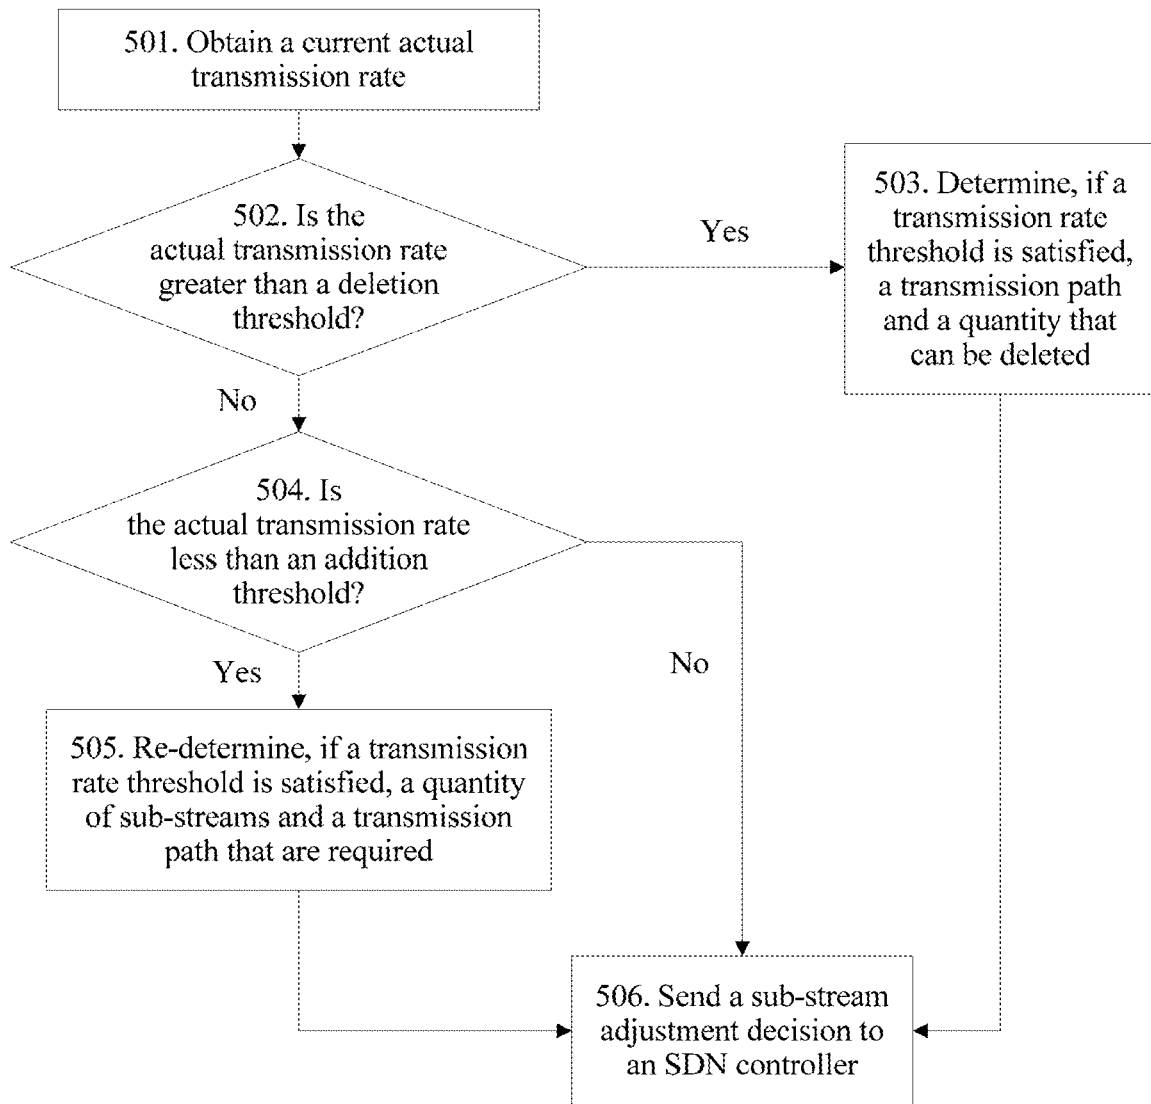 501. Obtain a current actual
transmission rate
502. Is the
actual transmission rate
greater than a deletion
threshold?
Yes
503. Determine, if a
transmission rate
threshold is satisfied,
a transmission path
and a quantity that
can be deleted
No
504. Is
the actual transmission rate
less than an addition
threshold?
Yes
No
505. Re-determine, if a transmission
rate threshold is satisfied, a quantity
of sub-streams and a transmission
path that are required
506. Send a sub-stream
adjustment decision to
an SDN controller